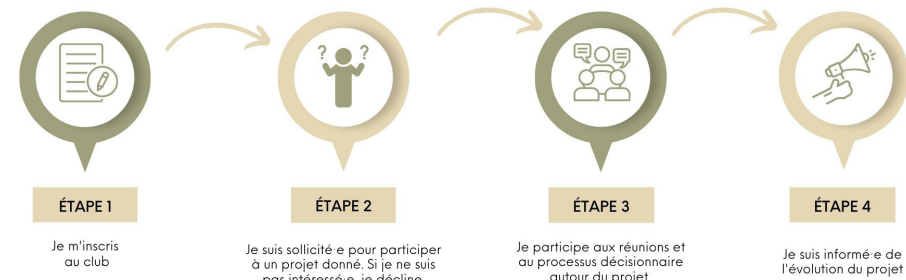 ÉTAPE 1
Je m'inscris
au club
ÉTAPE 2
Je suis sollicité·e pour participer
à un projet donné. Si je ne suis
pas intéressé·e, je décline
ÉTAPE 3
Je participe aux réunions et
au processus décisionnaire
autour du projet
ÉTAPE 4
Je suis informé·e de
l'évolution du projet